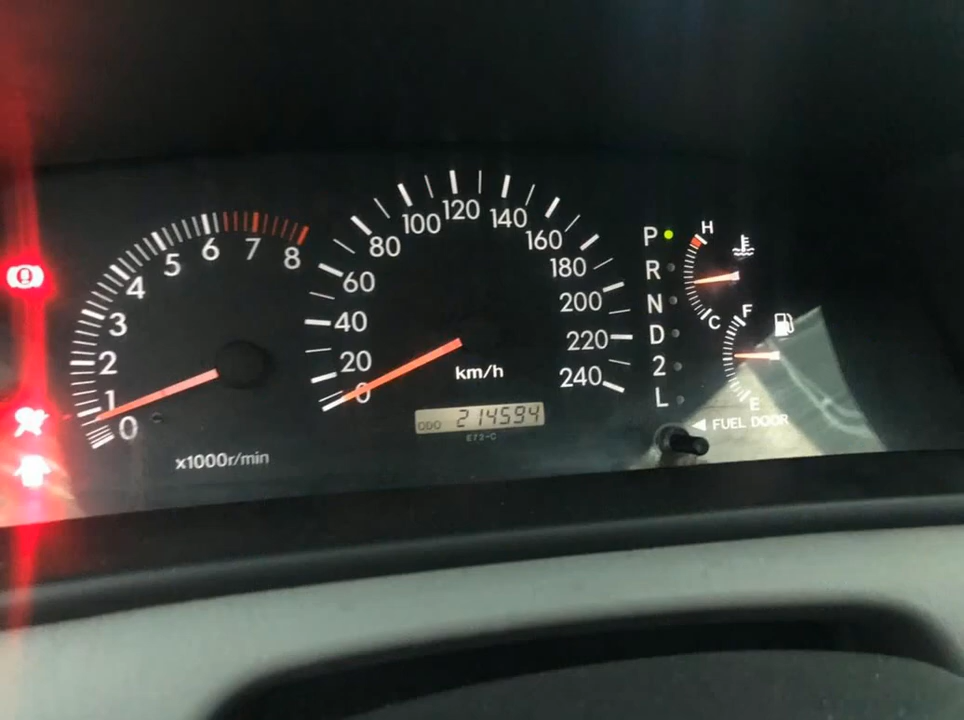 0 1 2 3 4 5 6 7 8
x1000r/min
0 20 40 60 80 100 120 140 160 180 200 220 240
km/h
ODO 214594
E73-C
P
R
N
D
2
L
H
C
F
E
◀ FUEL DOOR